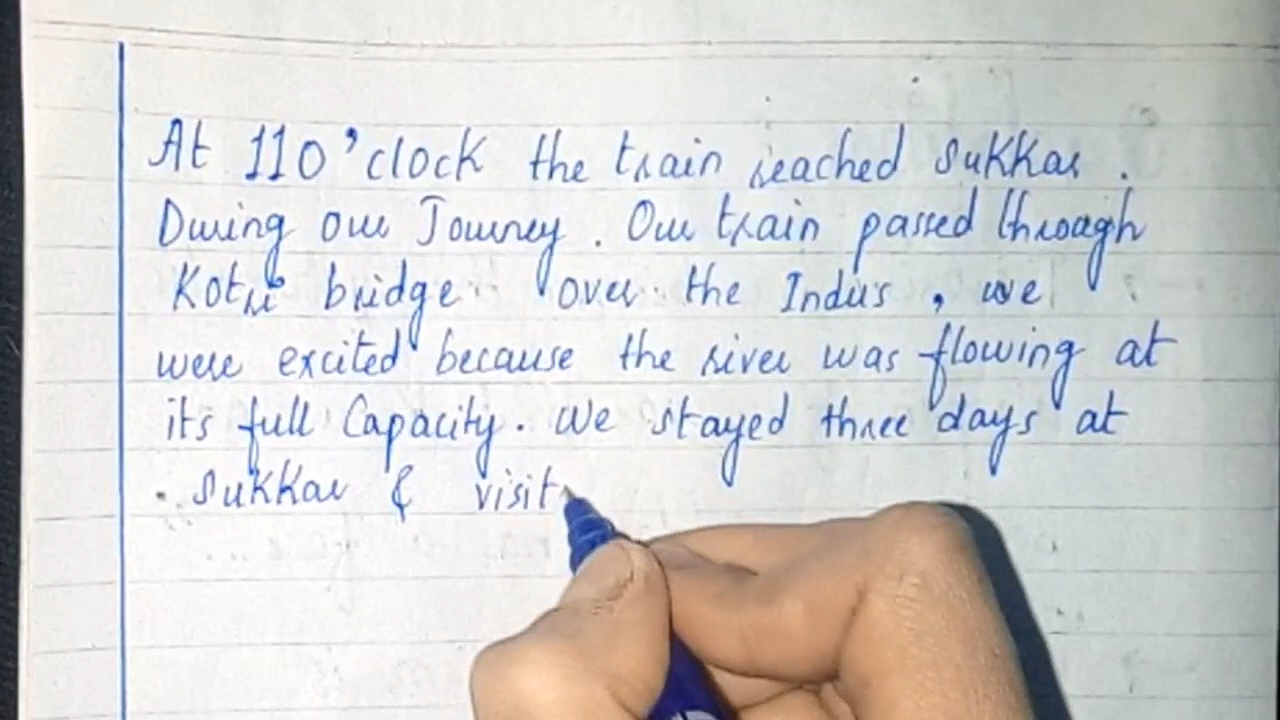 At 11O'clock the train reached Sukkar .
During our Journey . Our train passed through
Kotri bridge over the Indus , we
were excited because the river was flowing at
its full Capacity . We stayed three days at
Sukkar & visit